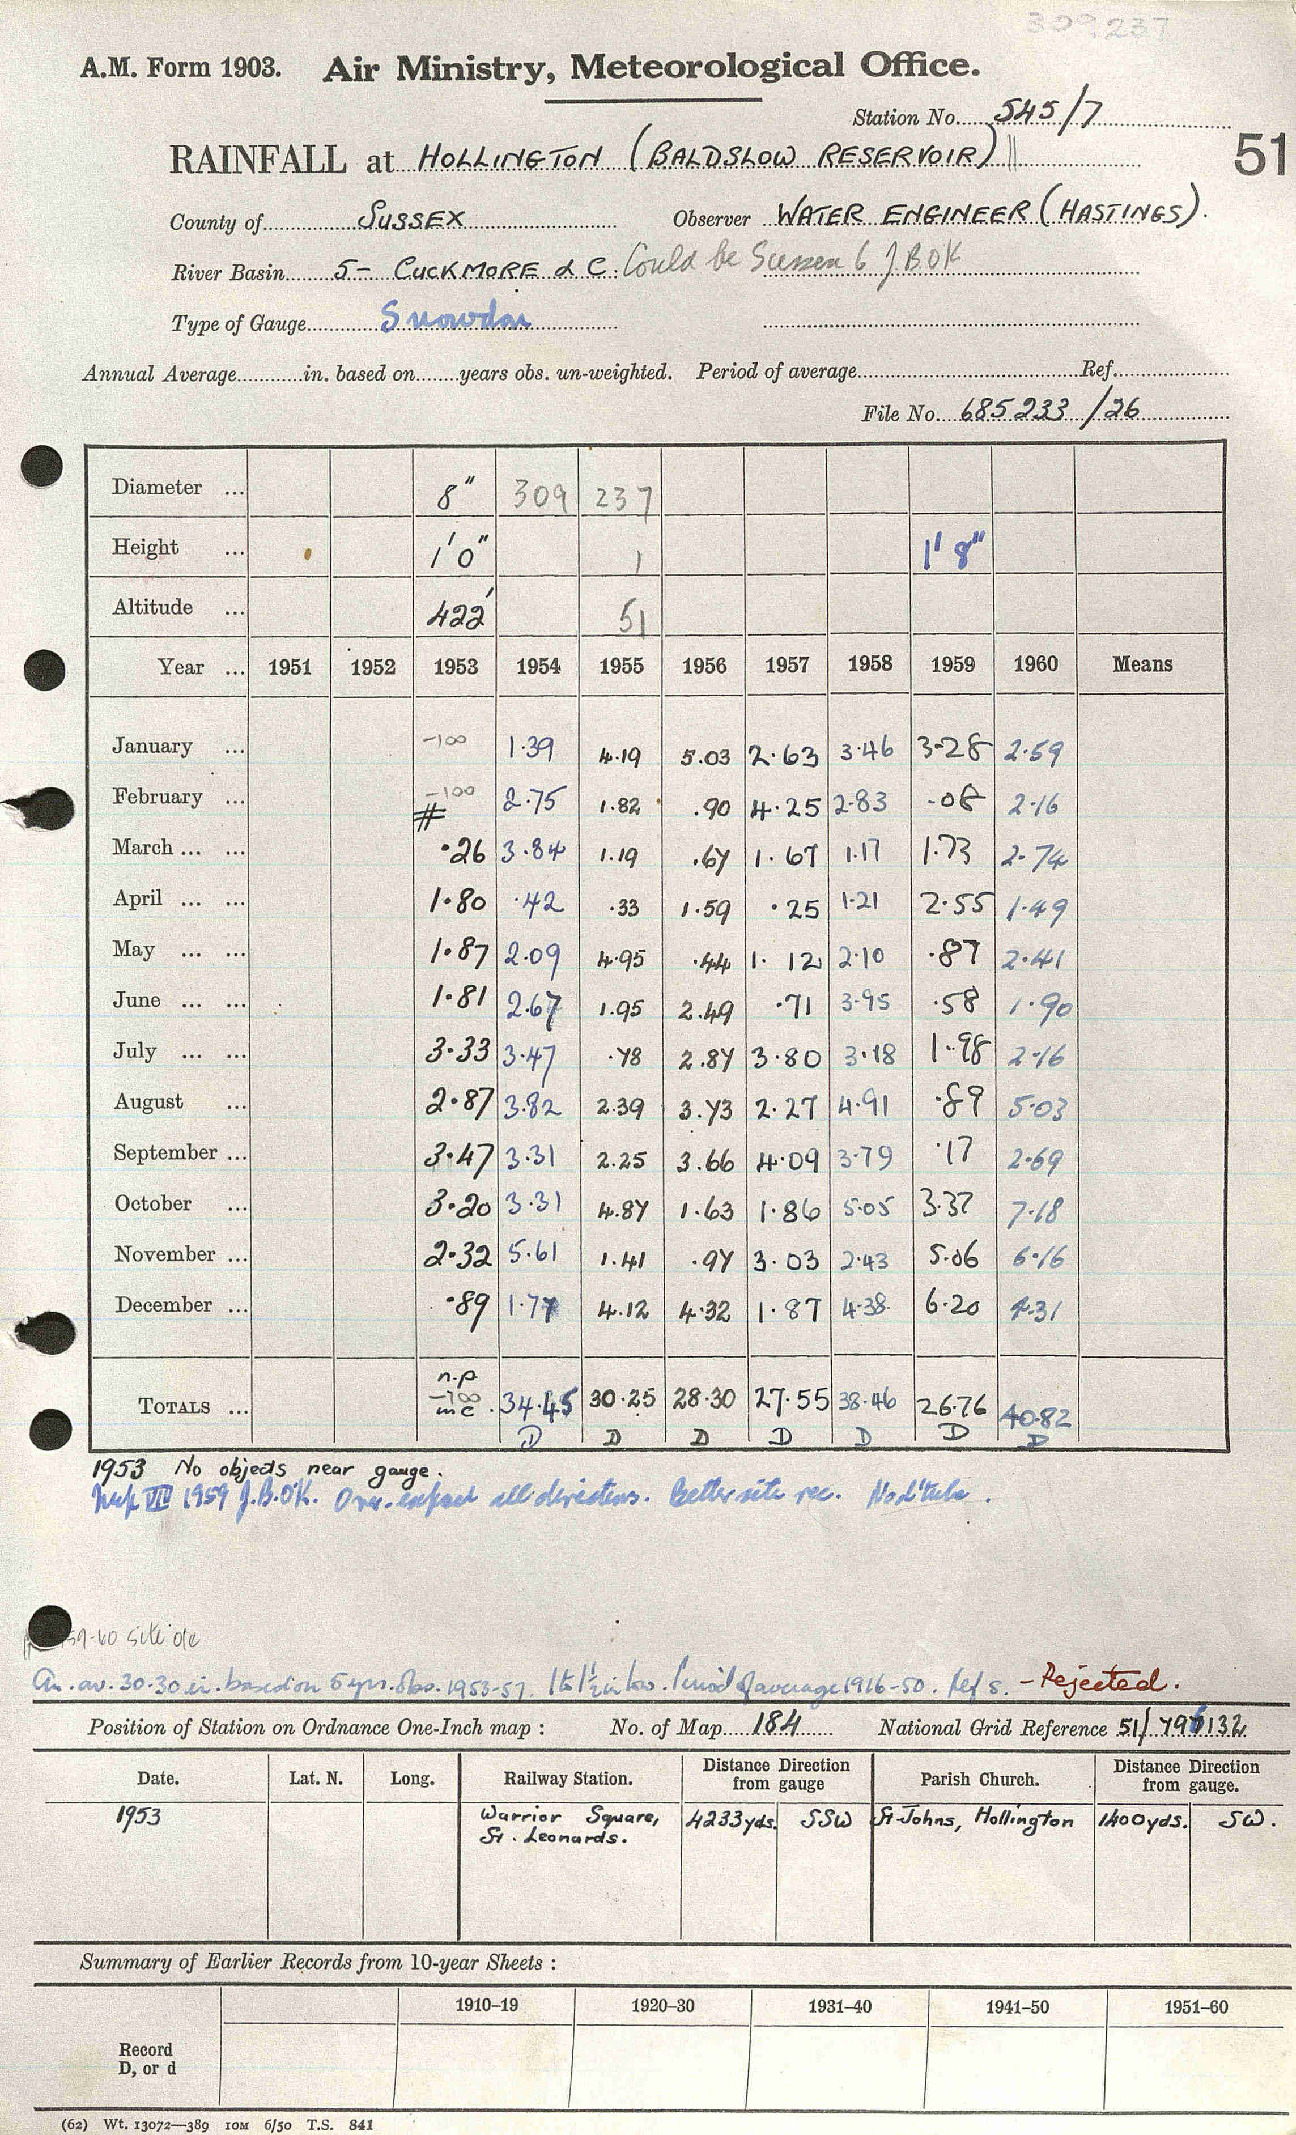 309237
A.M. Form 1903. Air Ministry, Meteorological Office.
Station No. 545/7
RAINFALL at HOLLINGTON (BALDSLOW RESERVOIR)
51
County of SUSSEX Observer WATER ENGINEER (HASTINGS).
River Basin 5- CUCKMORE & C. Could be Sussex 6 J B O'K
Type of Gauge Snowdon
Annual Average in. based on years obs. un-weighted. Period of average Ref.
File No. 685233 /26
Diameter ... 8" 309 237
Height ... 1'0" 1 1'8"
Altitude ... 422' 51
Year ... 1951 1952 1953 1954 1955 1956 1957 1958 1959 1960 Means
January ... -100 1.39 4.19 5.03 2.63 3.46 3.28 2.59
February ... -100 # 2.75 1.82 .90 4.25 2.83 .08 2.16
March ... ... .26 3.84 1.19 .67 1.67 1.17 1.73 2.74
April ... ... 1.80 .42 .33 1.59 .25 1.21 2.55 1.49
May ... ... 1.87 2.09 4.95 .44 1.12 2.10 .87 2.41
June ... ... 1.81 2.67 1.95 2.49 .71 3.95 .58 1.90
July ... ... 3.33 3.47 .78 2.87 3.80 3.18 1.98 2.16
August ... 2.87 3.82 2.39 3.73 2.27 4.91 .89 5.03
September ... 3.47 3.31 2.25 3.66 4.09 3.79 .17 2.69
October ... 3.20 3.31 4.87 1.63 1.86 5.05 3.37 7.18
November ... 2.32 5.61 1.41 .97 3.03 2.43 5.06 6.16
December ... .89 1.77 4.12 4.32 1.87 4.38 6.20 4.31
n.p
TOTALS ... -100 34.45 30.25 28.30 27.55 38.46 26.76 40.82
inc.
D D D D D D D
1953 No objects near gauge.
Insp. VII 1959 J.B.O'K. Over-exposed all directions. Better site rec.
59-60 site o/c
An. av. 30.30 in. based on 5 yrs. obs. 1953-57. Period of average 1916-50. Ref s. - Rejected.
Position of Station on Ordnance One-Inch map : No. of Map 184 National Grid Reference 51/796132
Date. Lat. N. Long. Railway Station. Distance Direction from gauge Parish Church. Distance Direction from gauge.
1953 Warrior Square, 4233yds. SSW St Johns, Hollington 1400yds. SW.
St. Leonards.
Summary of Earlier Records from 10-year Sheets :
1910–19 1920–30 1931–40 1941–50 1951–60
Record
D, or d
(62) Wt. 13072—389 10M 6/50 T.S. 841